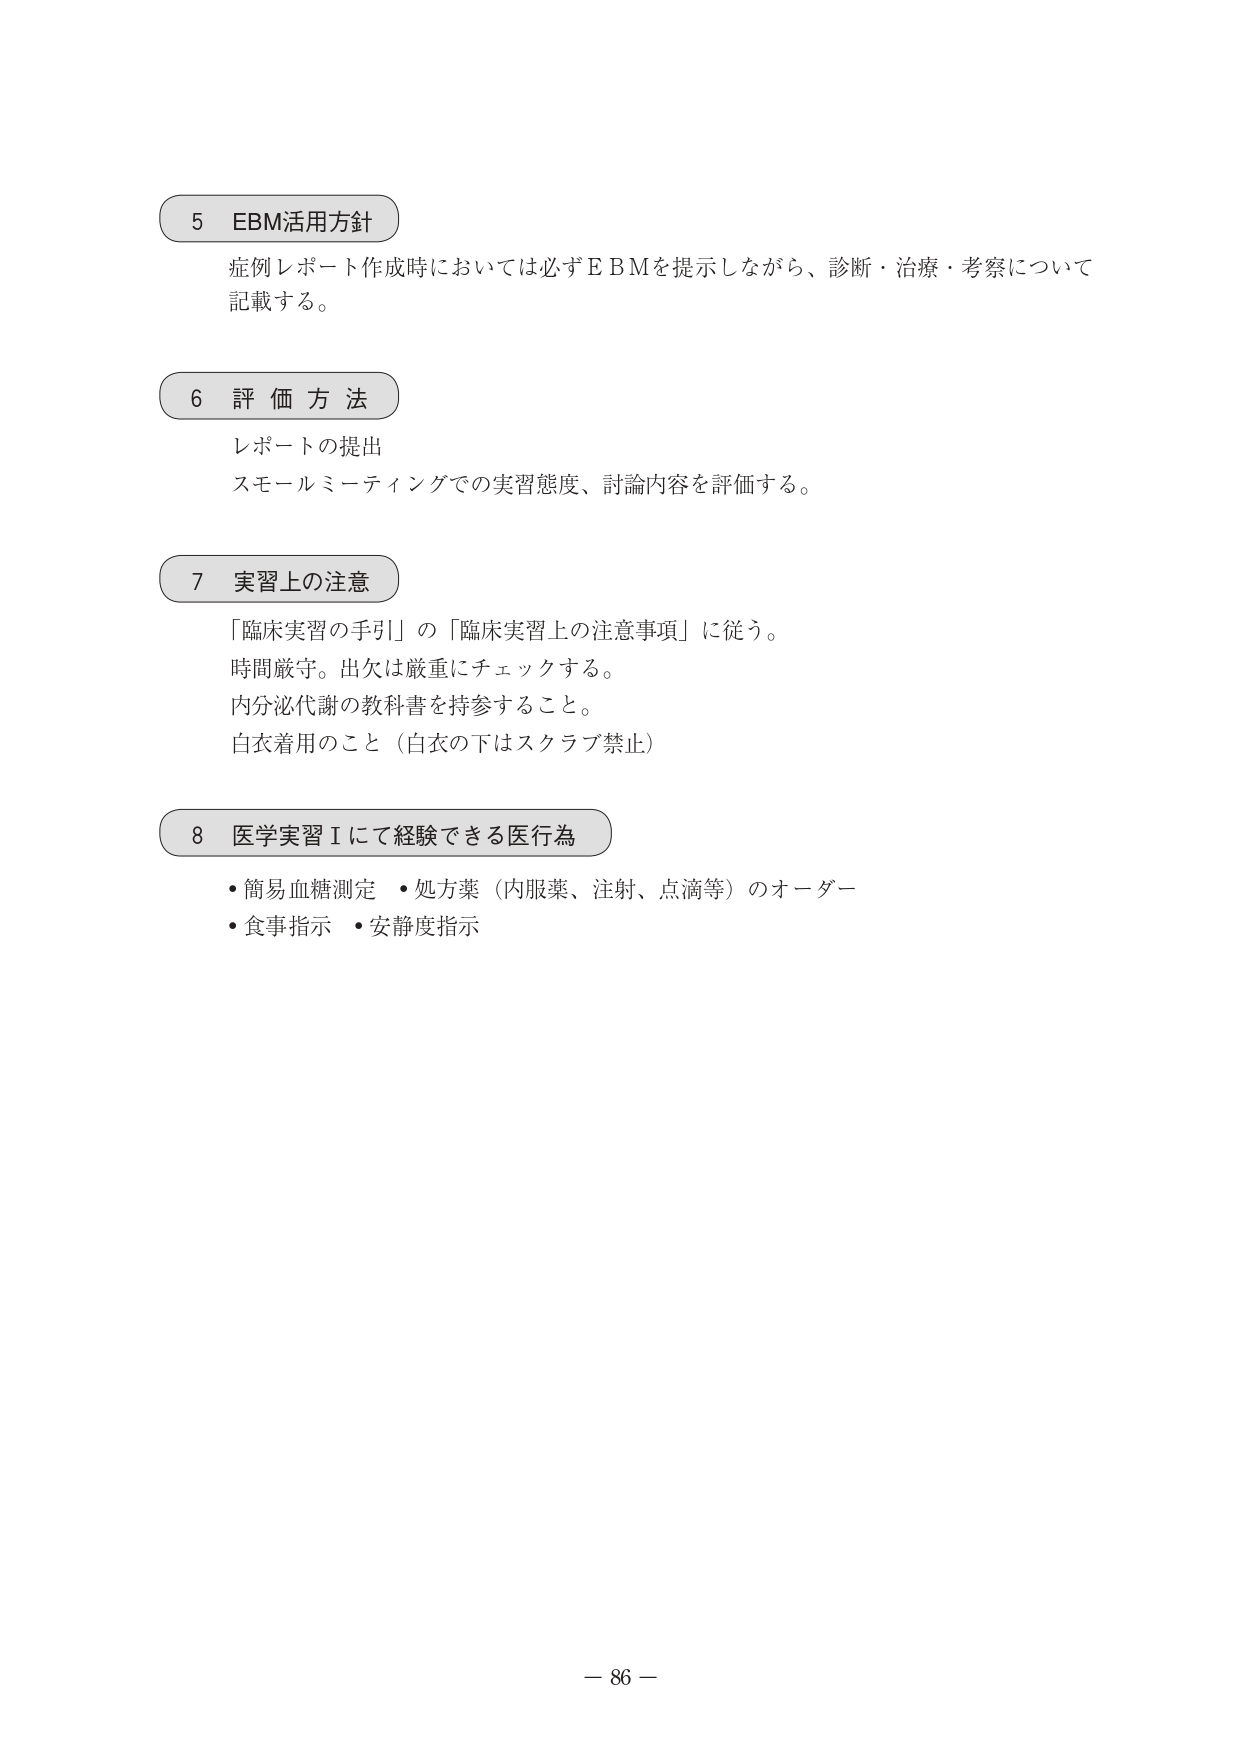 5 EBM活用方針
症例レポート作成時においては必ずＥＢＭを提示しながら、診断・治療・考察について
記載する。
6 評価方法
レポートの提出
スモールミーティングでの実習態度、討論内容を評価する。
7 実習上の注意
「臨床実習の手引」の「臨床実習上の注意事項」に従う。
時間厳守。出欠は厳重にチェックする。
内分泌代謝の教科書を持参すること。
白衣着用のこと（白衣の下はスクラブ禁止）
8 医学実習Ⅰにて経験できる医行為
•簡易血糖測定　•処方薬（内服薬、注射、点滴等）のオーダー
•食事指示　•安静度指示
— 86 —